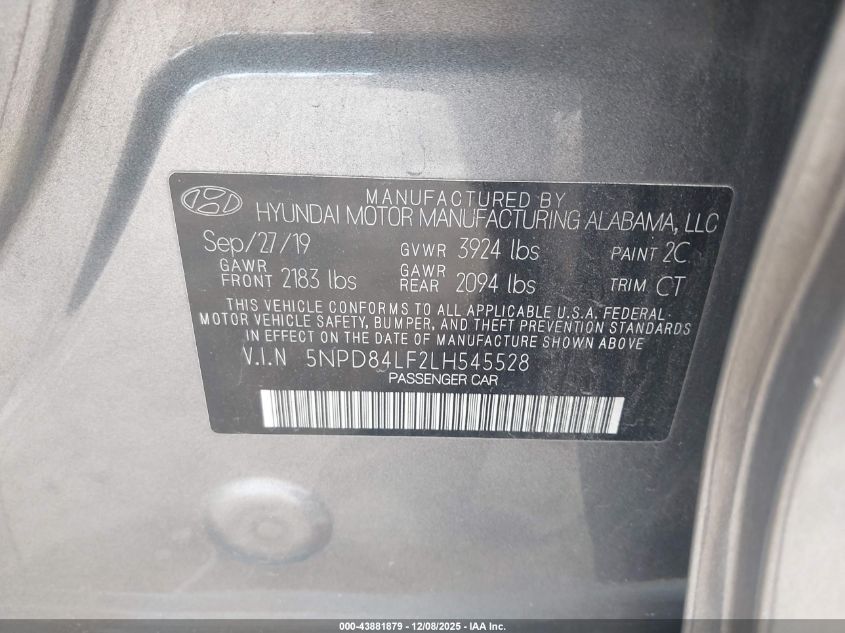 MANUFACTURED BY
HYUNDAI MOTOR MANUFACTURING ALABAMA, LLC
Sep/27/19 GVWR 3924 lbs PAINT 2C
GAWR FRONT 2183 lbs GAWR REAR 2094 lbs TRIM CT
THIS VEHICLE CONFORMS TO ALL APPLICABLE U.S.A. FEDERAL
MOTOR VEHICLE SAFETY, BUMPER, AND THEFT PREVENTION STANDARDS
IN EFFECT ON THE DATE OF MANUFACTURE SHOWN ABOVE
V.I.N 5NPD84LF2LH545528
PASSENGER CAR
000-43881879 - 12/08/2025 - IAA Inc.